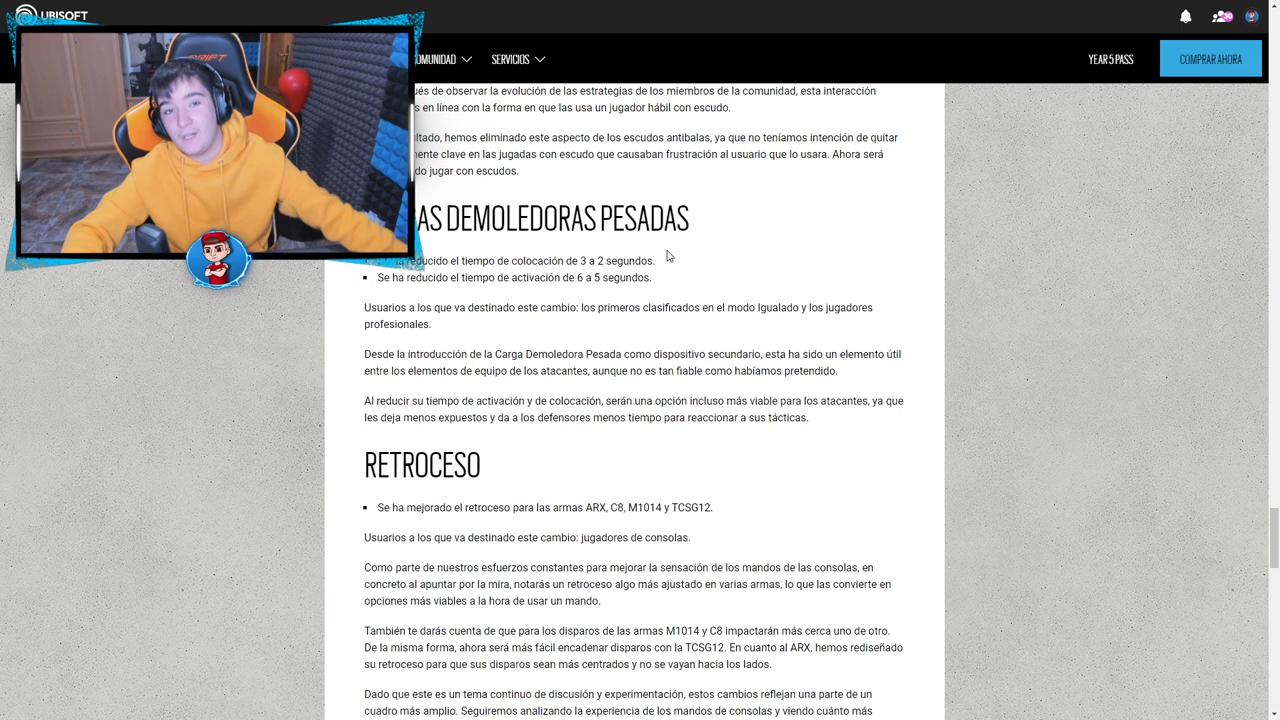 UBISOFT
OMUNIDAD
SERVICIOS
YEAR 5 PASS
COMPRAR AHORA
DRIFT
de observar la evolución de las estrategias de los miembros de la comunidad, esta interacción
en línea con la forma en que las usa un jugador hábil con escudo.
hemos eliminado este aspecto de los escudos antibalas, ya que no teníamos intención de quitar
clave en las jugadas con escudo que causaban frustración al usuario que lo usara. Ahora será
jugar con escudos.
AS DEMOLEDORAS PESADAS
reducido el tiempo de colocación de 3 a 2 segundos.
▪ Se ha reducido el tiempo de activación de 6 a 5 segundos.
Usuarios a los que va destinado este cambio: los primeros clasificados en el modo Igualado y los jugadores
profesionales.
Desde la introducción de la Carga Demoledora Pesada como dispositivo secundario, esta ha sido un elemento útil
entre los elementos de equipo de los atacantes, aunque no es tan fiable como habíamos pretendido.
Al reducir su tiempo de activación y de colocación, serán una opción incluso más viable para los atacantes, ya que
les deja menos expuestos y da a los defensores menos tiempo para reaccionar a sus tácticas.
RETROCESO
▪ Se ha mejorado el retroceso para las armas ARX, C8, M1014 y TCSG12.
Usuarios a los que va destinado este cambio: jugadores de consolas.
Como parte de nuestros esfuerzos constantes para mejorar la sensación de los mandos de las consolas, en
concreto al apuntar por la mira, notarás un retroceso algo más ajustado en varias armas, lo que las convierte en
opciones más viables a la hora de usar un mando.
También te darás cuenta de que para los disparos de las armas M1014 y C8 impactarán más cerca uno de otro.
De la misma forma, ahora será más fácil encadenar disparos con la TCSG12. En cuanto al ARX, hemos rediseñado
su retroceso para que sus disparos sean más centrados y no se vayan hacia los lados.
Dado que este es un tema continuo de discusión y experimentación, estos cambios reflejan una parte de un
cuadro más amplio. Seguiremos analizando la experiencia de los mandos de consolas y viendo cuánto más